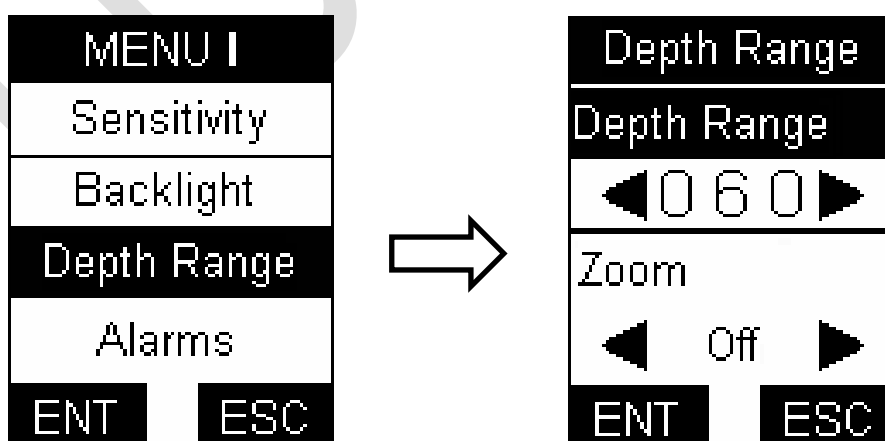 MENU I
Sensitivity
Backlight
Depth Range
Alarms
ENT ESC
Depth Range
Depth Range
060
Zoom
Off
ENT ESC